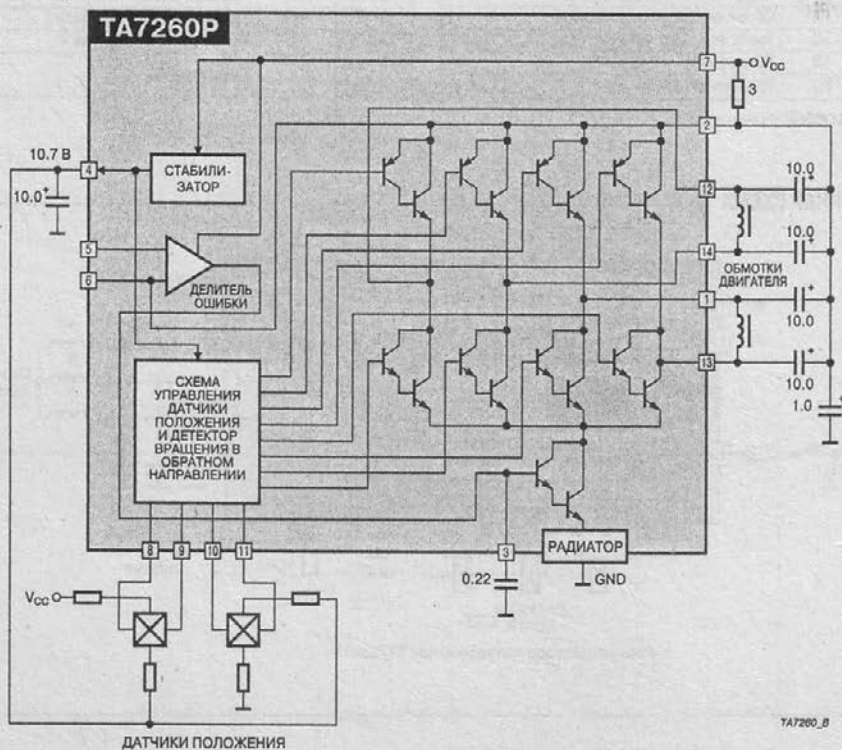 TA7260P
7
Vcc
3
10.7 В
4
СТАБИЛИ-
ЗАТОР
2
10.0
+
12
10.0
+
5
6
ДЕЛИТЕЛЬ
ОШИБКИ
14
ОБМОТКИ
ДВИГАТЕЛЯ
10.0
+
1
10.0
+
13
10.0
+
1.0
+
СХЕМА
УПРАВЛЕНИЯ
ДАТЧИКИ
ПОЛОЖЕНИЯ
И ДЕТЕКТОР
ВРАЩЕНИЯ В
ОБРАТНОМ
НАПРАВЛЕНИИ
8
9
10
11
3
РАДИАТОР
0.22
GND
Vcc
ДАТЧИКИ ПОЛОЖЕНИЯ
TA7260_B